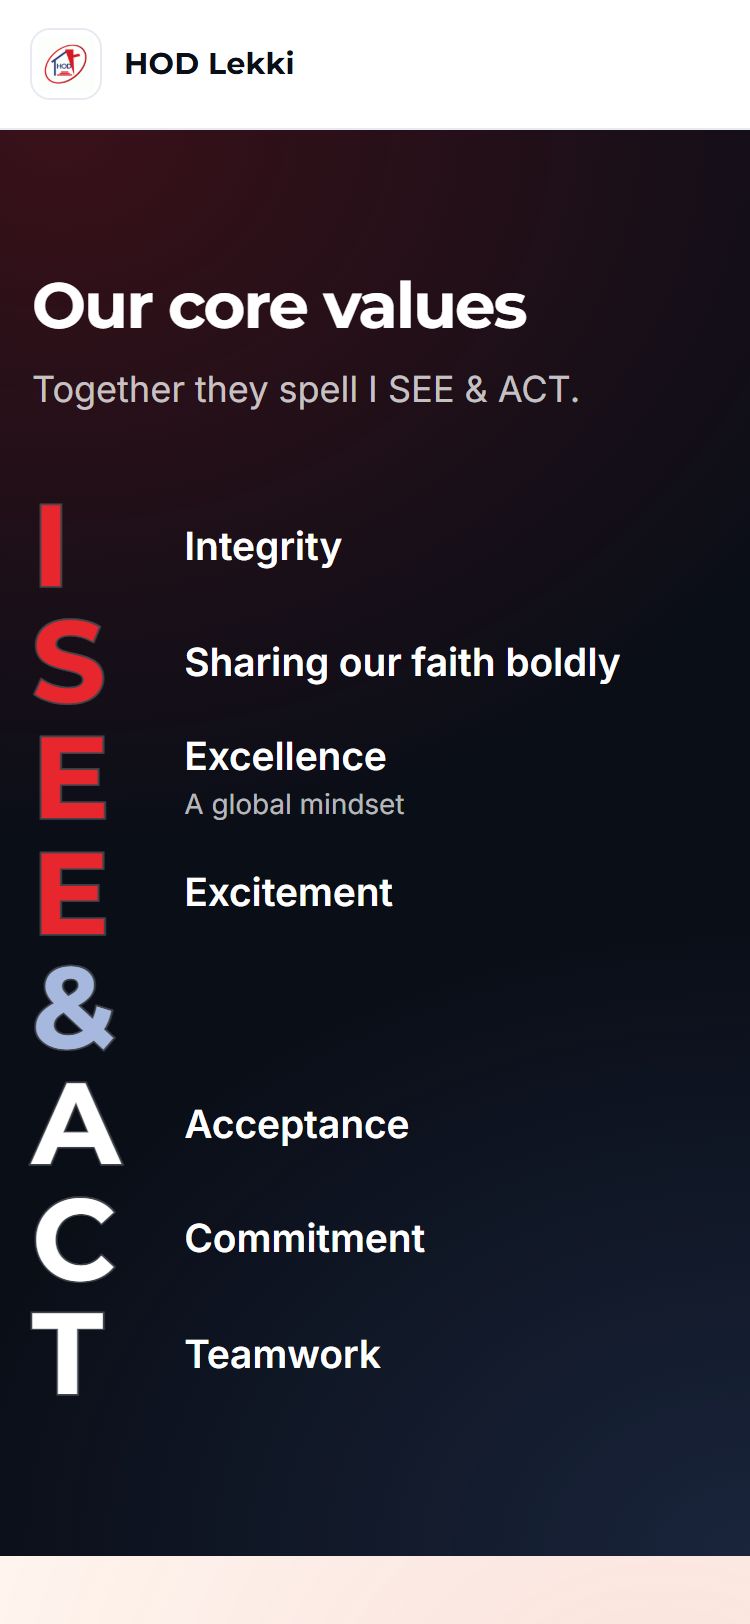 HOD
HOD Lekki
Our core values
Together they spell I SEE & ACT.
I Integrity
S Sharing our faith boldly
E Excellence
A global mindset
E Excitement
&
A Acceptance
C Commitment
T Teamwork